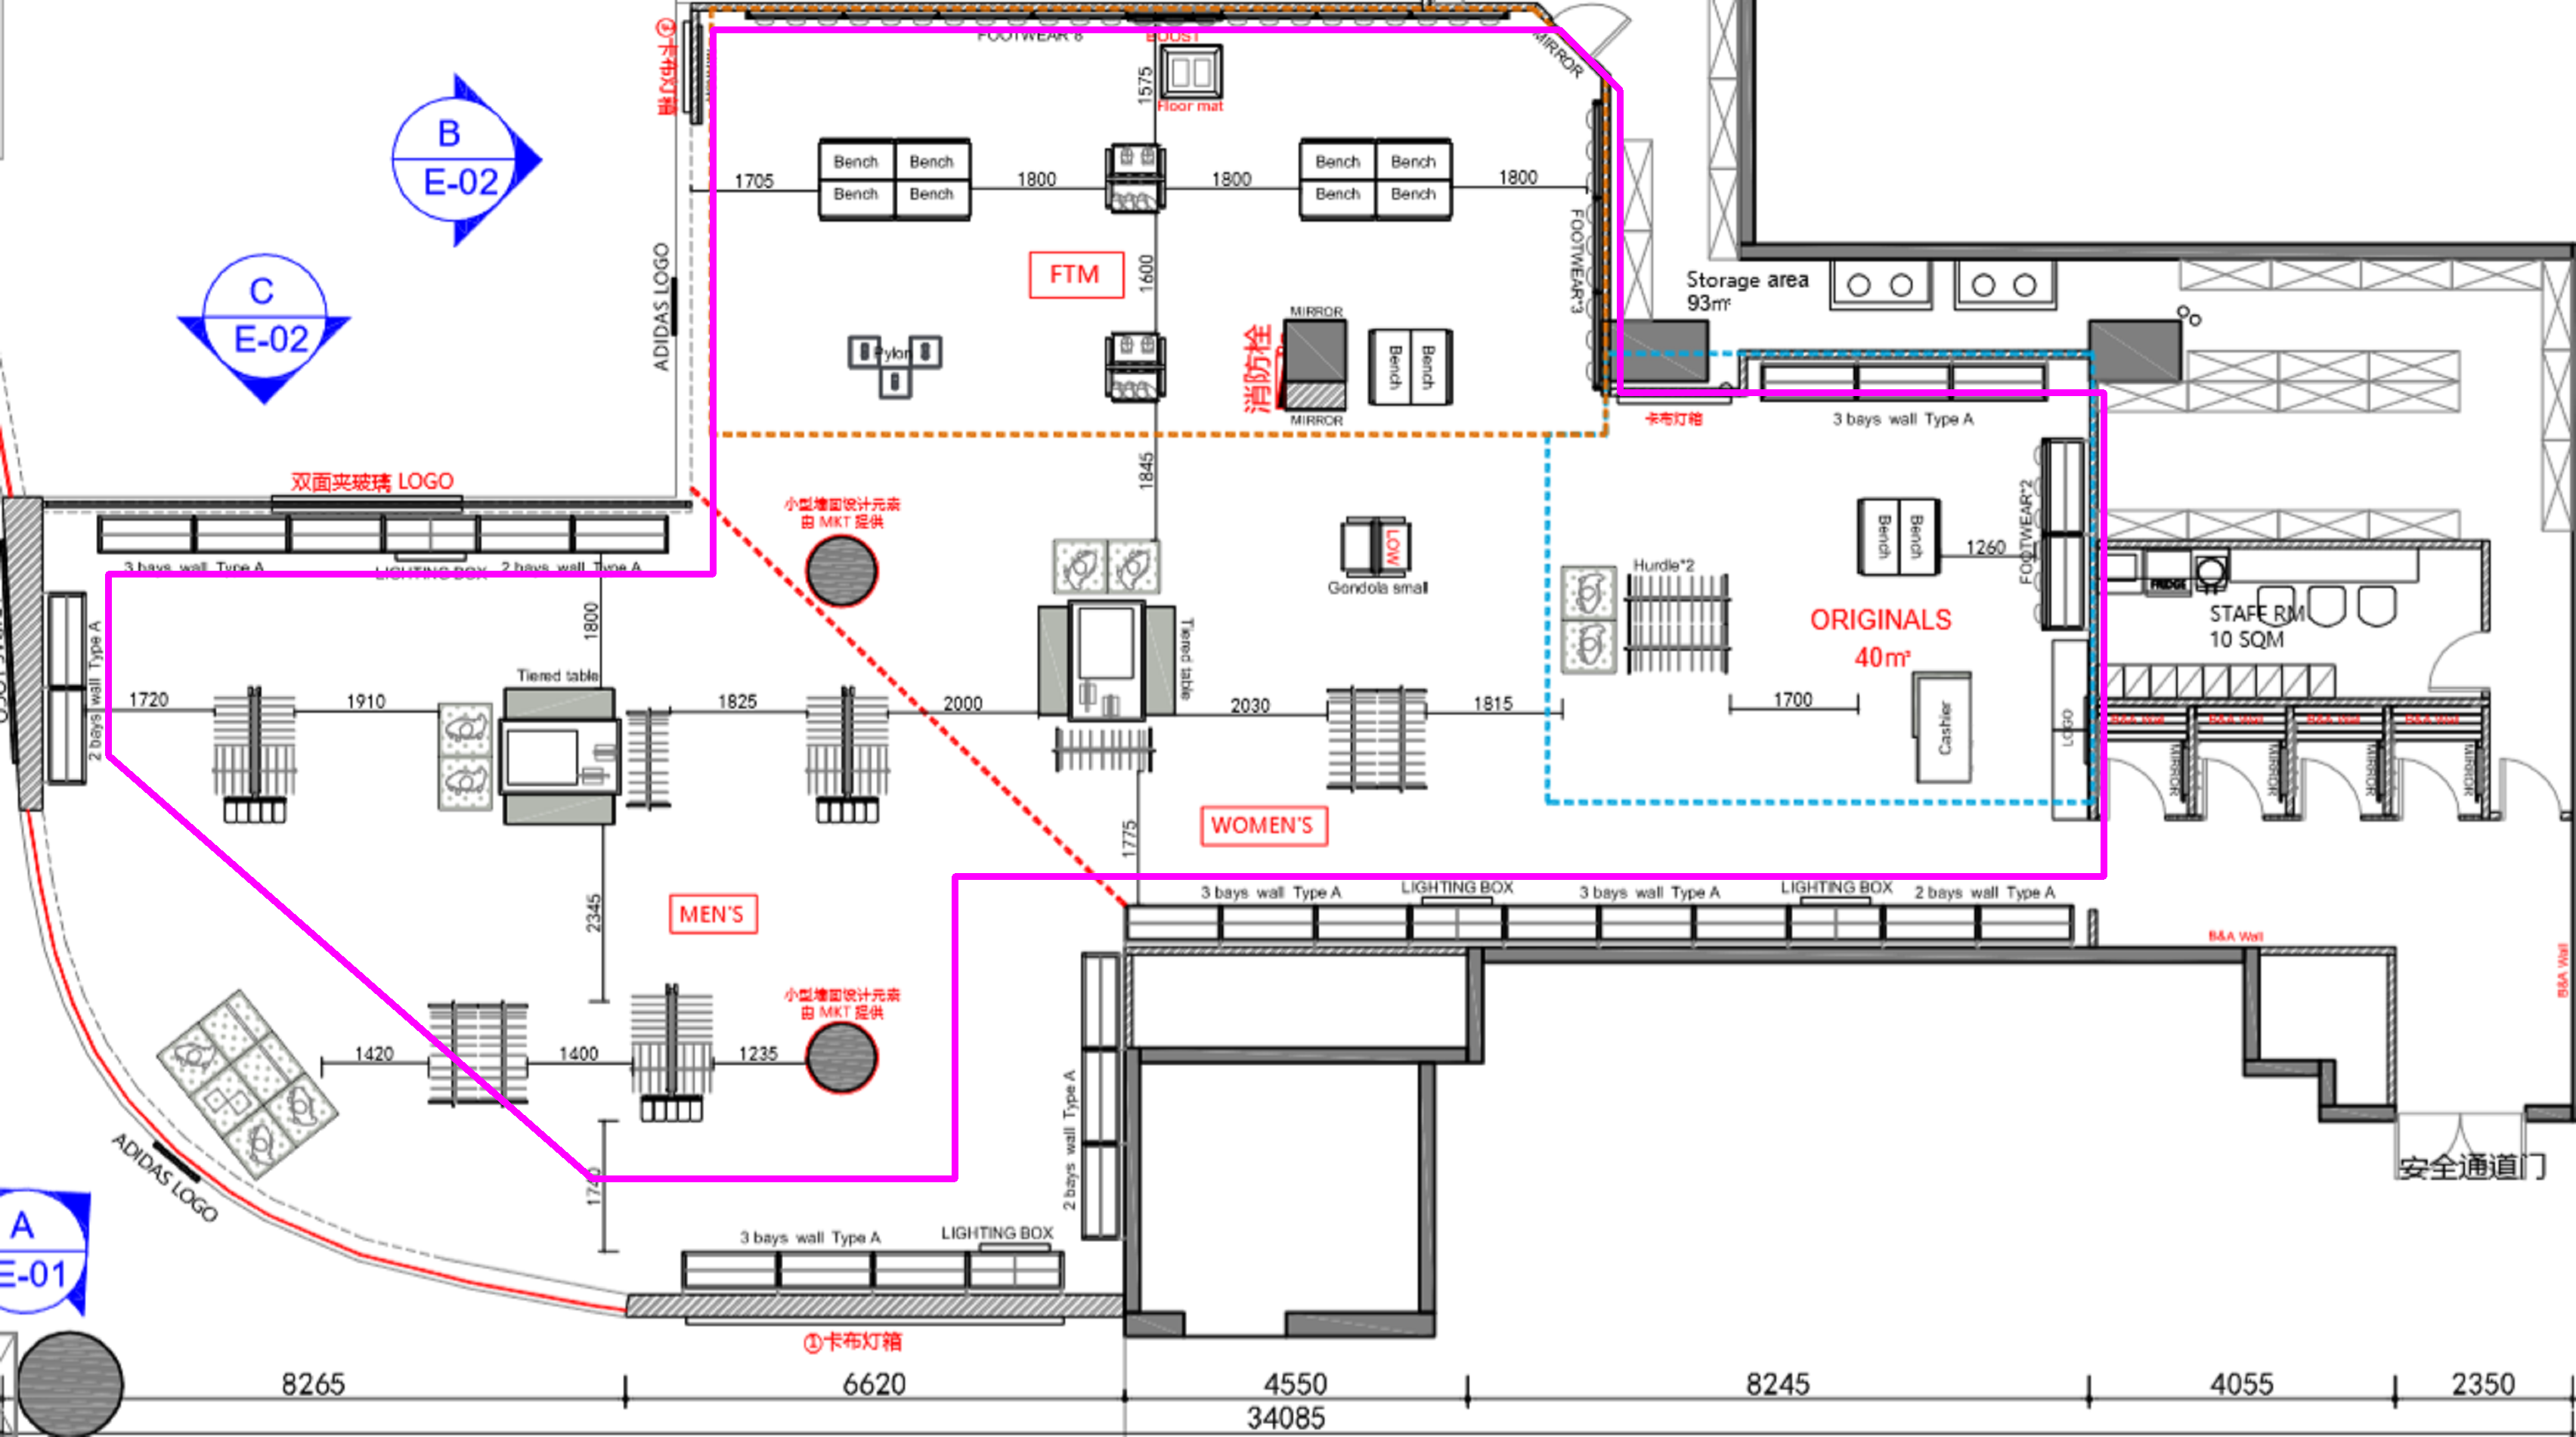 ②卡布灯箱
FOOTWEAR 8
BOOST
MIRROR
1575
Floor mat
B
E-02
Bench Bench
Bench Bench
1705
1800
1800
Bench Bench
Bench Bench
1800
FOOTWEAR*3
C
E-02
ADIDAS LOGO
FTM
1600
Storage area
93㎡
MIRROR
消防栓
Bench
Bench
MIRROR
Pylon
卡布灯箱
3 bays wall Type A
双面夹玻璃 LOGO
1845
小型墙面设计元素
由 MKT 提供
LOW
Gondola small
Hurdle*2
Bench
Bench
1260
FOOTWEAR*2
FRIDGE
STAFF RM
10 SQM
3 bays wall Type A
LIGHTING BOX
2 bays wall Type A
1800
2 bays wall Type A
ORIGINALS
40㎡
Tiered table
Tiered table
1720
1910
1825
2000
2030
1815
1700
Cashier
LOGO
B&A Wall
B&A Wall
B&A Wall
B&A Wall
MIRROR
MIRROR
MIRROR
MIRROR
1775
WOMEN'S
2345
MEN'S
3 bays wall Type A
LIGHTING BOX
3 bays wall Type A
LIGHTING BOX
2 bays wall Type A
B&A Wall
B&A Wall
小型墙面设计元素
由 MKT 提供
1420
1400
1235
2 bays wall Type A
ADIDAS LOGO
安全通道门
A
E-01
3 bays wall Type A
LIGHTING BOX
①卡布灯箱
8265
6620
4550
8245
4055
2350
34085